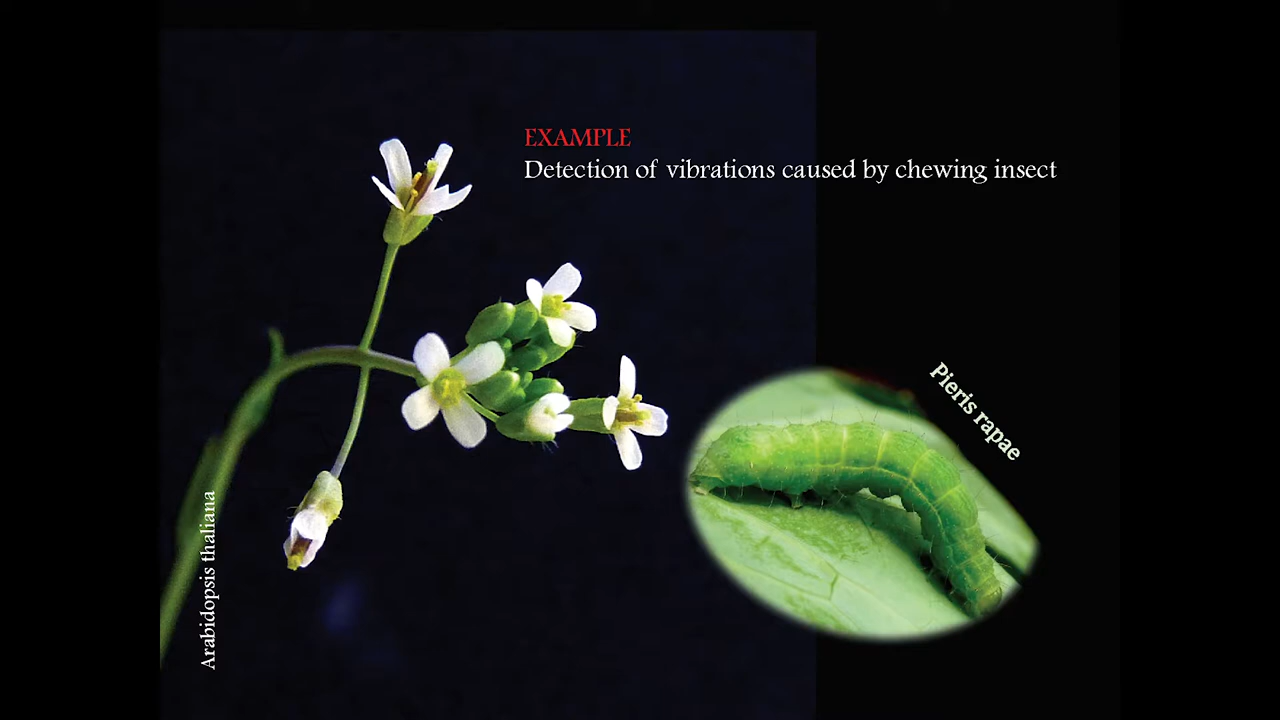 EXAMPLE
Detection of vibrations caused by chewing insect
Pieris rapae
Arabidopsis thaliana